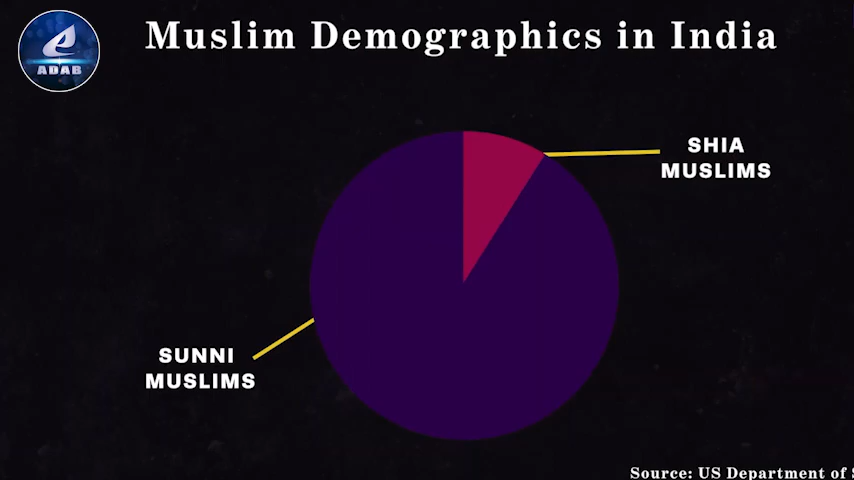 ADAB
Muslim Demographics in India
SHIA
MUSLIMS
SUNNI
MUSLIMS
Source: US Department of